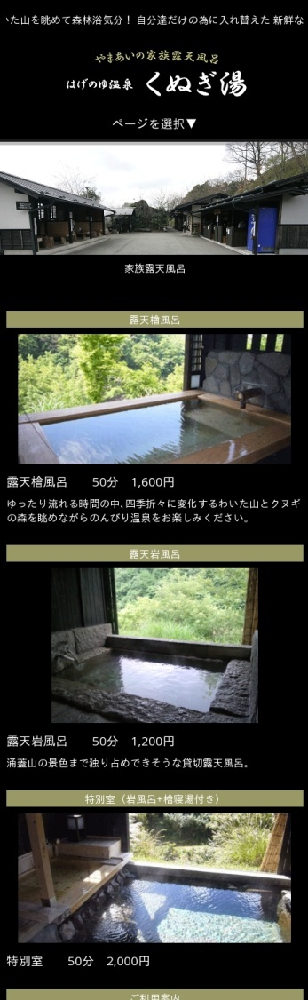 いた山を眺めて森林浴気分！ 自分達だけの為に入れ替えた 新鮮な
やまあいの家族露天風呂
はげのゆ温泉 くぬぎ湯
ページを選択▼
家族露天風呂
露天檜風呂
露天檜風呂 50分 1,600円
ゆったり流れる時間の中、四季折々に変化するわいた山とクヌギ
の森を眺めながらのんびり温泉をお楽しみください。
露天岩風呂
露天岩風呂 50分 1,200円
涌蓋山の景色まで独り占めできそうな貸切露天風呂。
特別室（岩風呂+檜寝湯付き）
特別室 50分 2,000円
ご利用案内